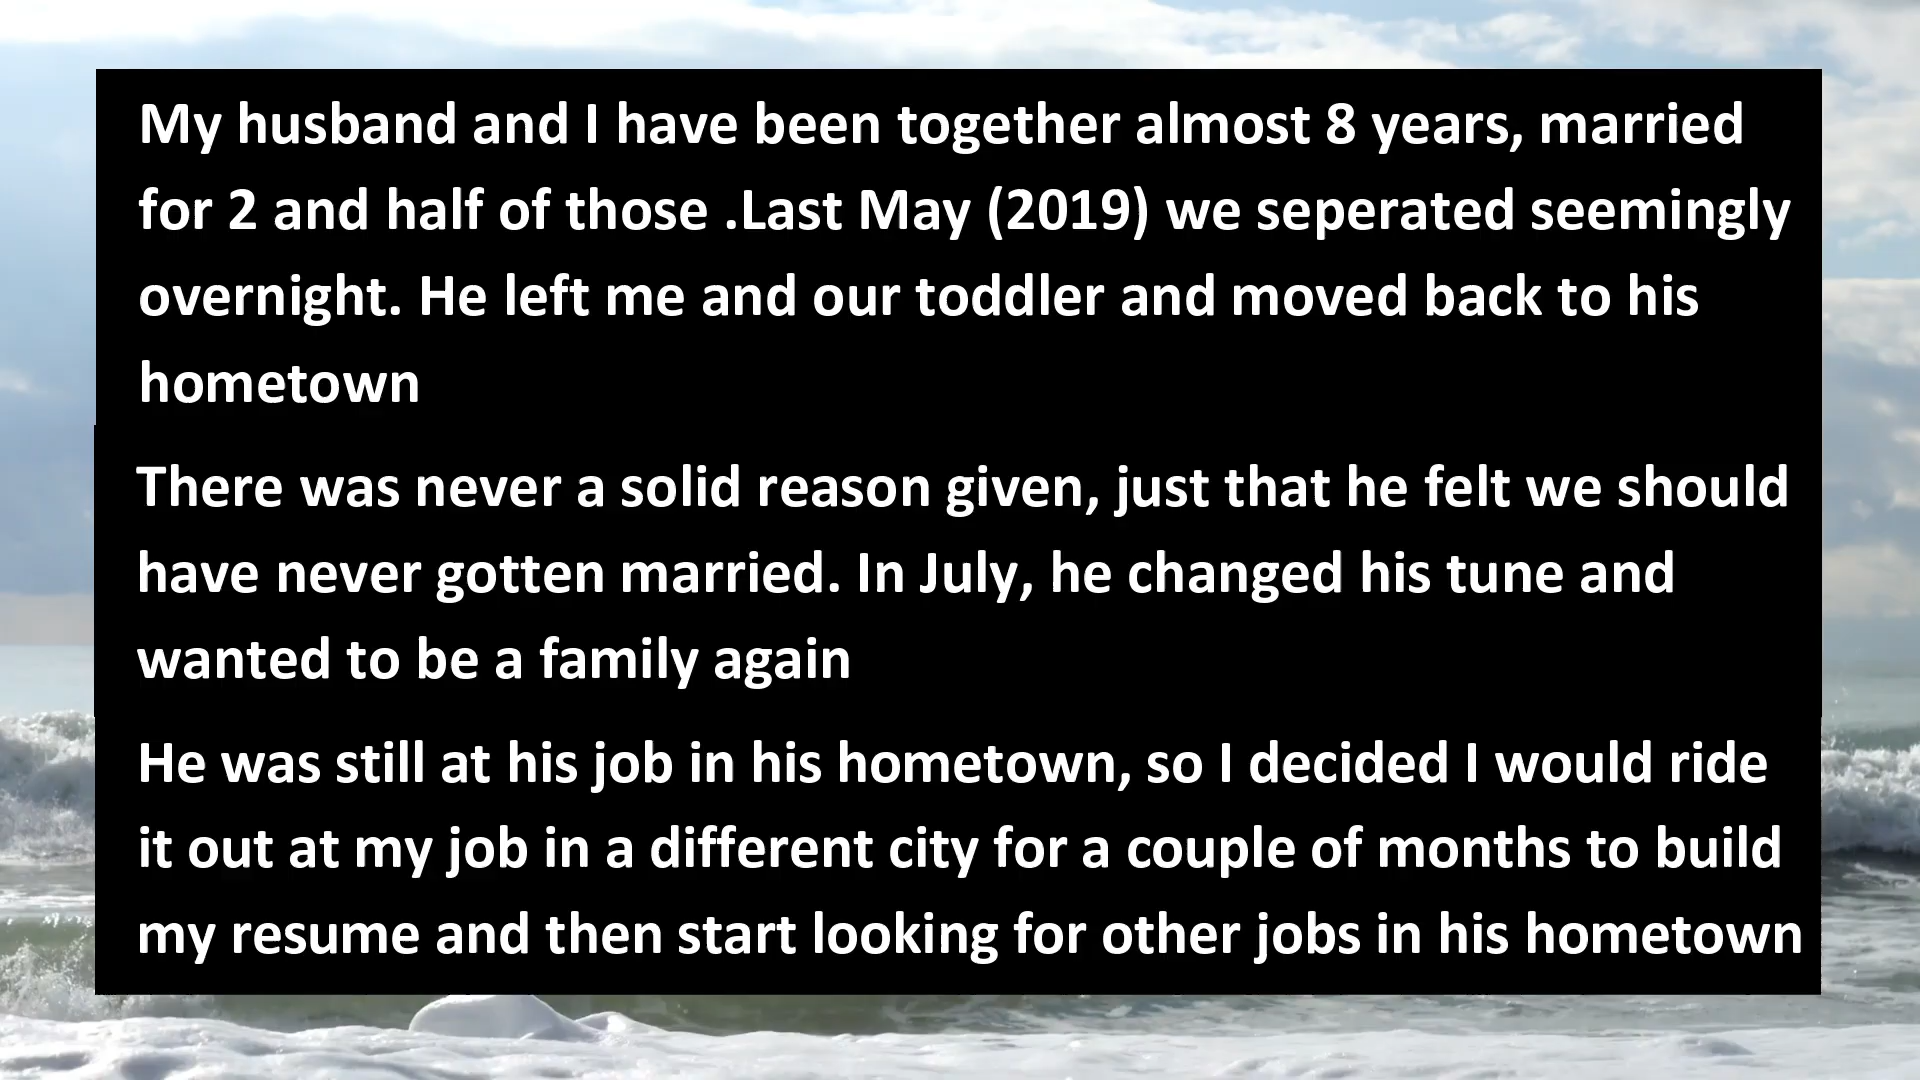 My husband and I have been together almost 8 years, married
for 2 and half of those .Last May (2019) we seperated seemingly
overnight. He left me and our toddler and moved back to his
hometown
There was never a solid reason given, just that he felt we should
have never gotten married. In July, he changed his tune and
wanted to be a family again
He was still at his job in his hometown, so I decided I would ride
it out at my job in a different city for a couple of months to build
my resume and then start looking for other jobs in his hometown